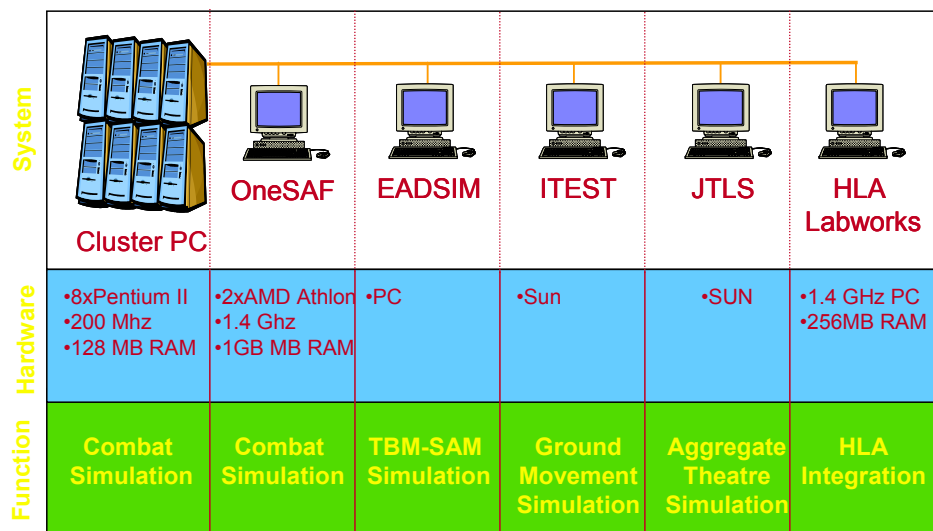 System
Cluster PC
OneSAF
EADSIM
ITEST
JTLS
HLA
Labworks
Hardware
•8xPentium II
•200 Mhz
•128 MB RAM
•2xAMD Athlon
•1.4 Ghz
•1GB MB RAM
•PC
•Sun
•SUN
•1.4 GHz PC
•256MB RAM
Function
Combat
Simulation
Combat
Simulation
TBM-SAM
Simulation
Ground
Movement
Simulation
Aggregate
Theatre
Simulation
HLA
Integration